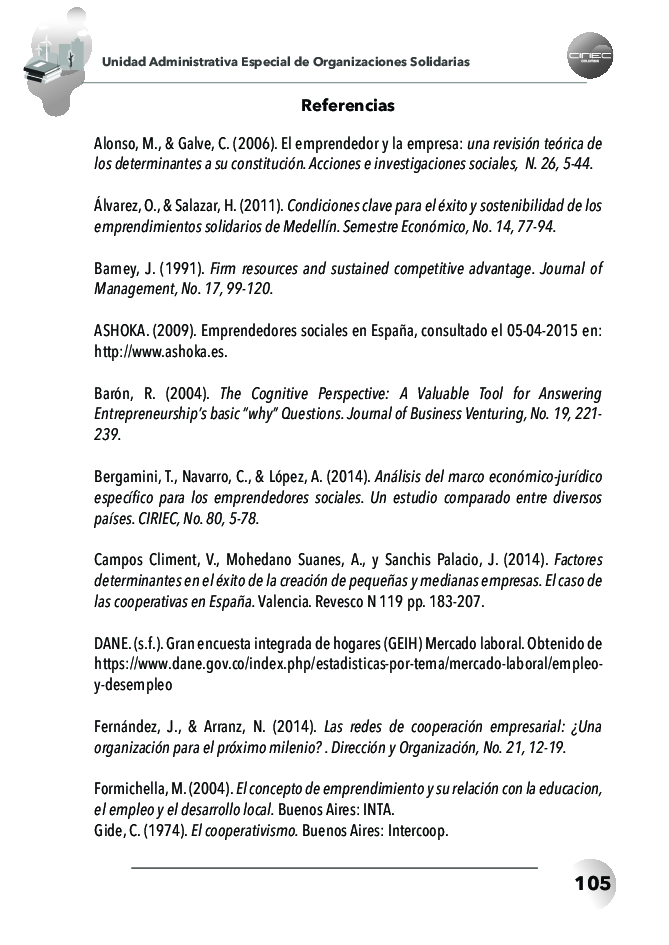 Unidad Administrativa Especial de Organizaciones Solidarias
CIRIEC
COLOMBIA
Referencias
Alonso, M., & Galve, C. (2006). El emprendedor y la empresa: una revisión teórica de
los determinantes a su constitución. Acciones e investigaciones sociales, N. 26, 5-44.
Álvarez, O., & Salazar, H. (2011). Condiciones clave para el éxito y sostenibilidad de los
emprendimientos solidarios de Medellín. Semestre Económico, No. 14, 77-94.
Barney, J. (1991). Firm resources and sustained competitive advantage. Journal of
Management, No. 17, 99-120.
ASHOKA. (2009). Emprendedores sociales en España, consultado el 05-04-2015 en:
http://www.ashoka.es.
Barón, R. (2004). The Cognitive Perspective: A Valuable Tool for Answering
Entrepreneurship’s basic “why” Questions. Journal of Business Venturing, No. 19, 221-
239.
Bergamini, T., Navarro, C., & López, A. (2014). Análisis del marco económico-jurídico
específico para los emprendedores sociales. Un estudio comparado entre diversos
países. CIRIEC, No. 80, 5-78.
Campos Climent, V., Mohedano Suanes, A., y Sanchis Palacio, J. (2014). Factores
determinantes en el éxito de la creación de pequeñas y medianas empresas. El caso de
las cooperativas en España. Valencia. Revesco N 119 pp. 183-207.
DANE. (s.f.). Gran encuesta integrada de hogares (GEIH) Mercado laboral. Obtenido de
https://www.dane.gov.co/index.php/estadisticas-por-tema/mercado-laboral/empleo-
y-desempleo
Fernández, J., & Arranz, N. (2014). Las redes de cooperación empresarial: ¿Una
organización para el próximo milenio? . Dirección y Organización, No. 21, 12-19.
Formichella, M. (2004). El concepto de emprendimiento y su relación con la educacion,
el empleo y el desarrollo local. Buenos Aires: INTA.
Gide, C. (1974). El cooperativismo. Buenos Aires: Intercoop.
105